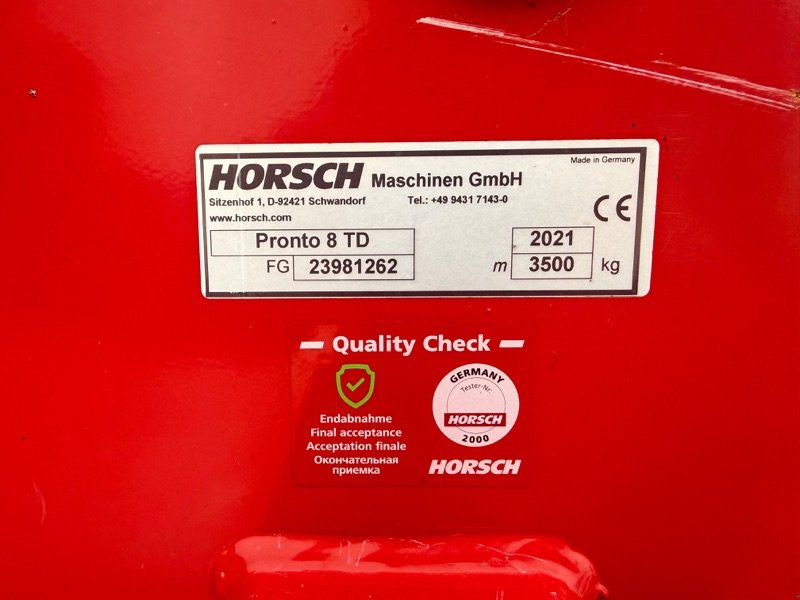 Made in Germany
HORSCH Maschinen GmbH
Sitzenhof 1, D-92421 Schwandorf Tel.: +49 9431 7143-0
www.horsch.com
CE
Pronto 8 TD 2021
FG 23981262 m 3500 kg
Quality Check
Endabnahme
Final acceptance
Acceptation finale
Окончательная
приемка
GERMANY
Tester-Nr.
HORSCH
2000
HORSCH